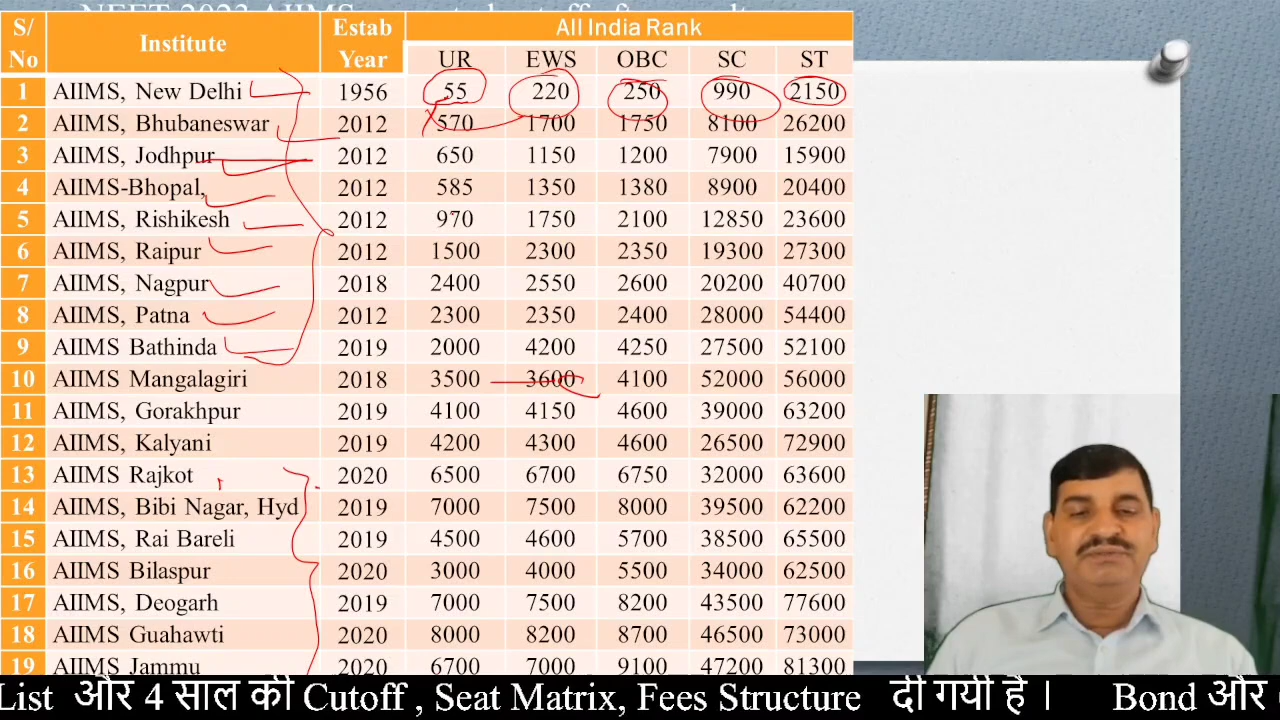 S/ No Institute Estab Year All India Rank
UR EWS OBC SC ST
1 AIIMS, New Delhi 1956 55 220 250 990 2150
2 AIIMS, Bhubaneswar 2012 570 1700 1750 8100 26200
3 AIIMS, Jodhpur 2012 650 1150 1200 7900 15900
4 AIIMS-Bhopal, 2012 585 1350 1380 8900 20400
5 AIIMS, Rishikesh 2012 970 1750 2100 12850 23600
6 AIIMS, Raipur 2012 1500 2300 2350 19300 27300
7 AIIMS, Nagpur 2018 2400 2550 2600 20200 40700
8 AIIMS, Patna 2012 2300 2350 2400 28000 54400
9 AIIMS Bathinda 2019 2000 4200 4250 27500 52100
10 AIIMS Mangalagiri 2018 3500 3600 4100 52000 56000
11 AIIMS, Gorakhpur 2019 4100 4150 4600 39000 63200
12 AIIMS, Kalyani 2019 4200 4300 4600 26500 72900
13 AIIMS Rajkot 2020 6500 6700 6750 32000 63600
14 AIIMS, Bibi Nagar, Hyd 2019 7000 7500 8000 39500 62200
15 AIIMS, Rai Bareli 2019 4500 4600 5700 38500 65500
16 AIIMS Bilaspur 2020 3000 4000 5500 34000 62500
17 AIIMS, Deogarh 2019 7000 7500 8200 43500 77600
18 AIIMS Guahawti 2020 8000 8200 8700 46500 73000
19 AIIMS Jammu 2020 6700 7000 9100 47200 81300
List और 4 साल की Cutoff , Seat Matrix, Fees Structure दी गयी है । Bond और